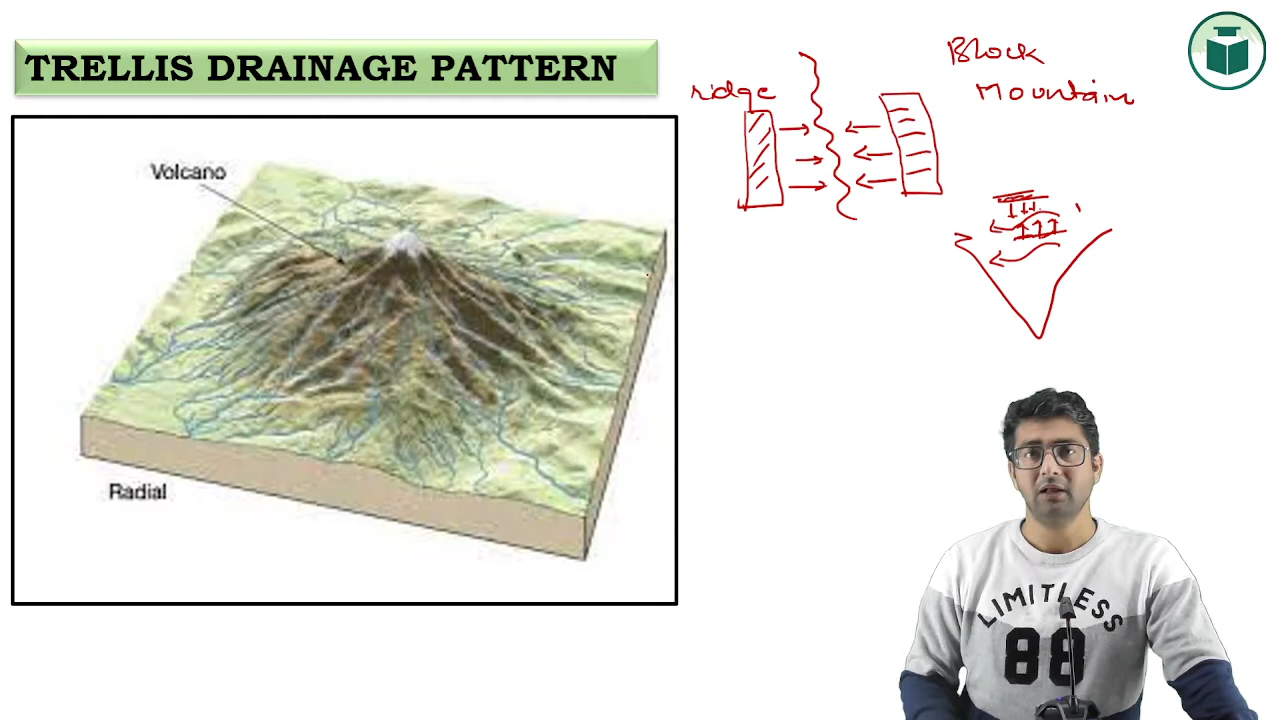 TRELLIS DRAINAGE PATTERN
ridge
Block
Mountain
Volcano
Radial
LIMITLESS
88